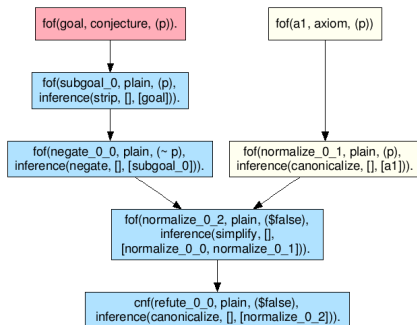 fof(goal, conjecture, (p)).
fof(a1, axiom, (p))
fof(subgoal_0, plain, (p),
inference(strip, [], [goal])).
fof(negate_0_0, plain, (~ p),
inference(negate, [], [subgoal_0])).
fof(normalize_0_1, plain, (p),
inference(canonicalize, [], [a1])).
fof(normalize_0_2, plain, ($false),
inference(simplify, [],
[normalize_0_0, normalize_0_1])).
cnf(refute_0_0, plain, ($false),
inference(canonicalize, [], [normalize_0_2])).